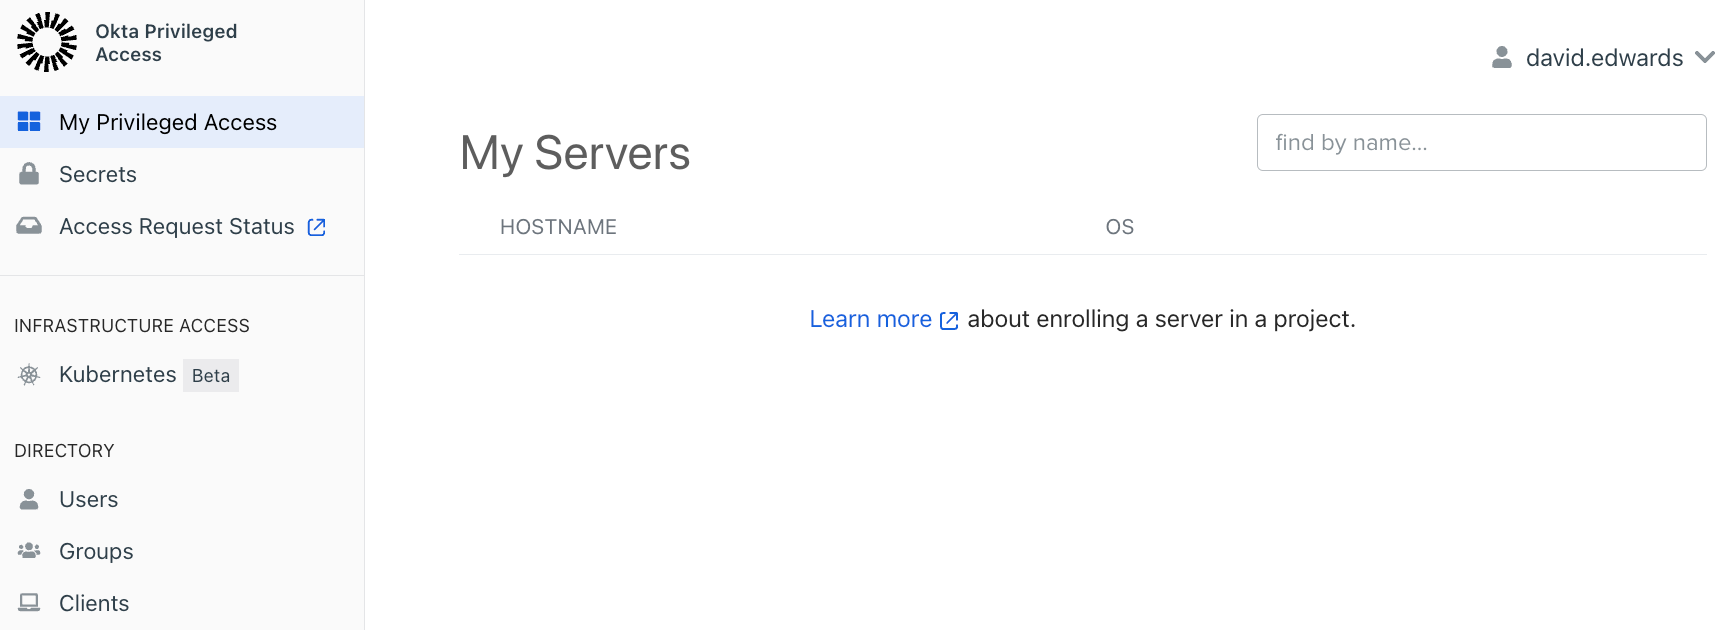 Okta Privileged
Access
My Privileged Access
Secrets
Access Request Status
INFRASTRUCTURE ACCESS
Kubernetes Beta
DIRECTORY
Users
Groups
Clients
david.edwards
My Servers
find by name...
HOSTNAME OS
Learn more about enrolling a server in a project.